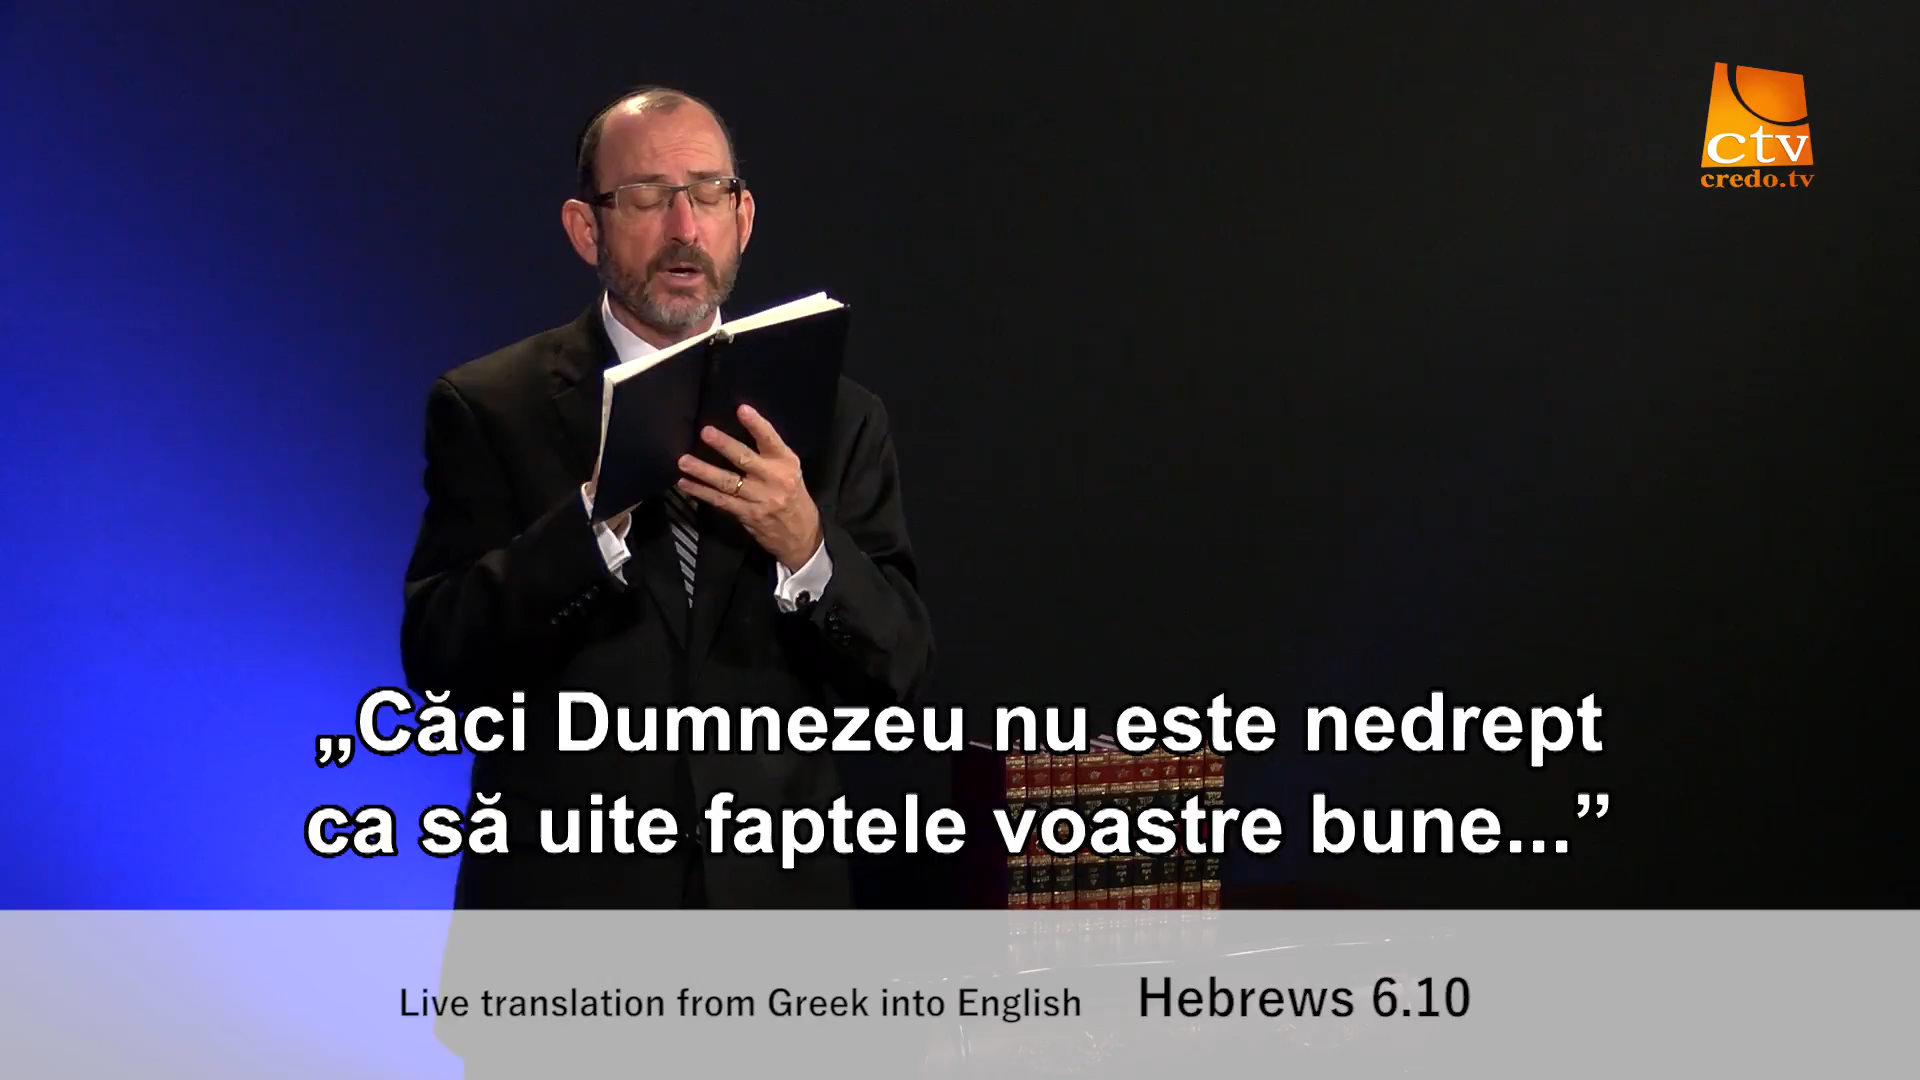 ctv
credo.tv
„Căci Dumnezeu nu este nedrept
ca să uite faptele voastre bune...”
Live translation from Greek into English Hebrews 6.10